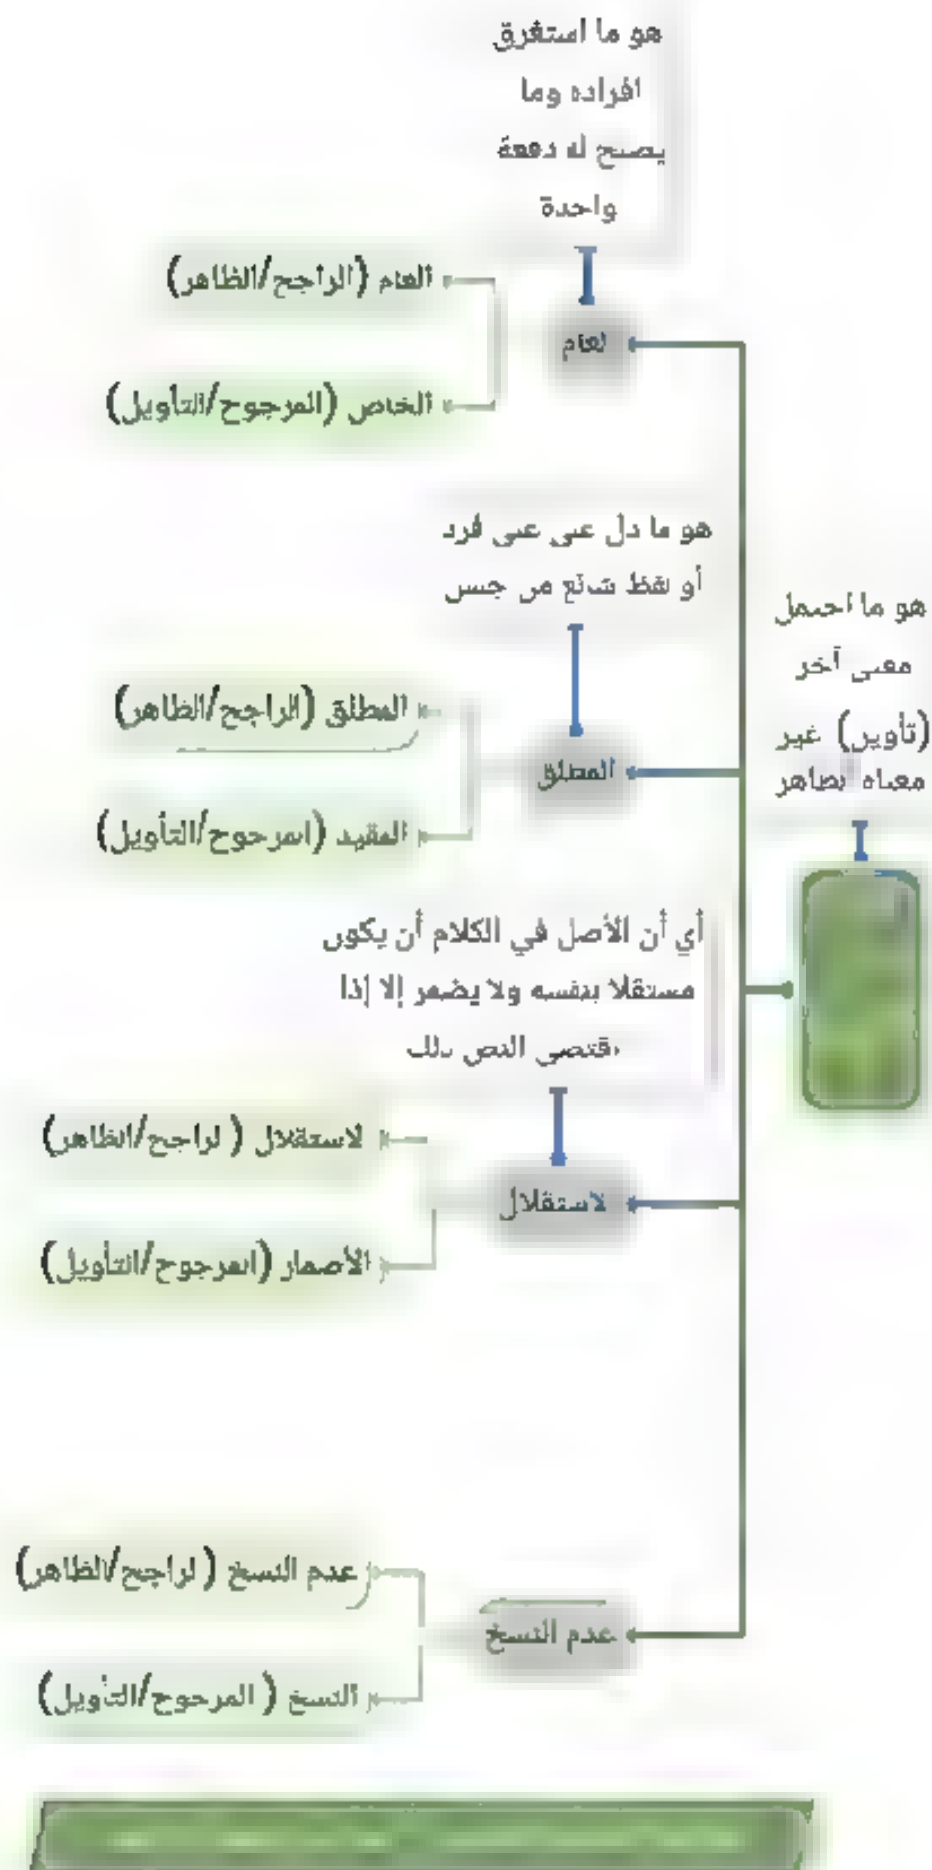 هو ما استغرق
افراده وما
يصلح له دفعة
واحدة
العام
العام (الراجح/الظاهر)
الخاص (المرجوح/التأويل)
هو ما احتمل
معنى آخر
(تأويل) غير
معناه الظاهر
هو ما دل على على فرد
أو لفظ شائع من جنس
المطلق
المطلق (الراجح/الظاهر)
المقيد (المرجوح/التأويل)
أي أن الأصل في الكلام أن يكون
مستقلا بنفسه ولا يضمر إلا إذا
اقتضى النص ذلك
الاستقلال
الاستقلال (الراجح/الظاهر)
الأضمار (المرجوح/التأويل)
عدم النسخ
عدم النسخ (الراجح/الظاهر)
النسخ (المرجوح/التأويل)